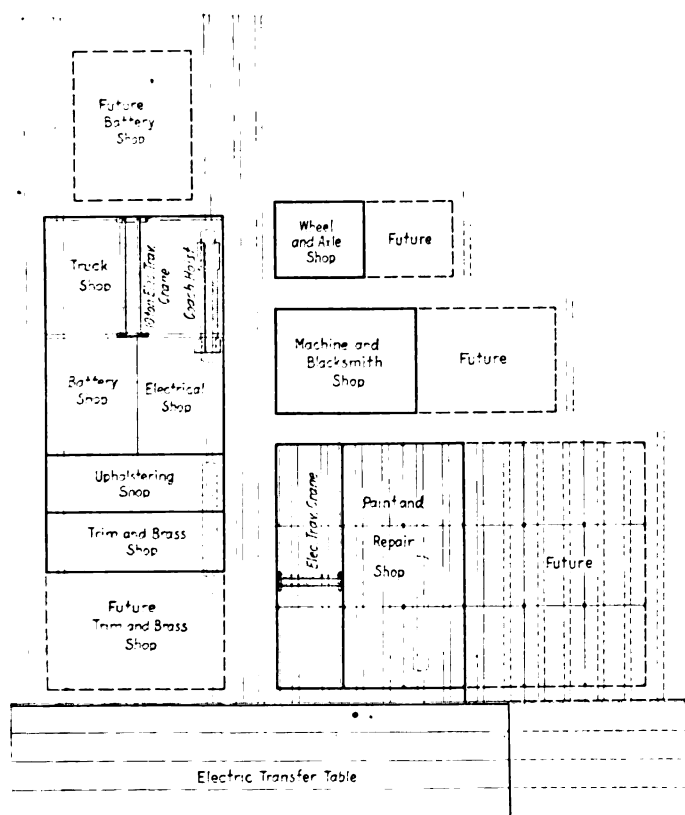 Future
Battery
Shop
Truck
Shop
Elec. Trav.
Crane
Coach Hoist
Wheel
and Axle
Shop
Future
Machine and
Blacksmith
Shop
Future
Battery
Shop
Electrical
Shop
Upholstering
Shop
Trim and Brass
Shop
Future
Trim and Brass
Shop
Elec Trav. Crane
Paint and
Repair
Shop
Future
Electric Transfer Table